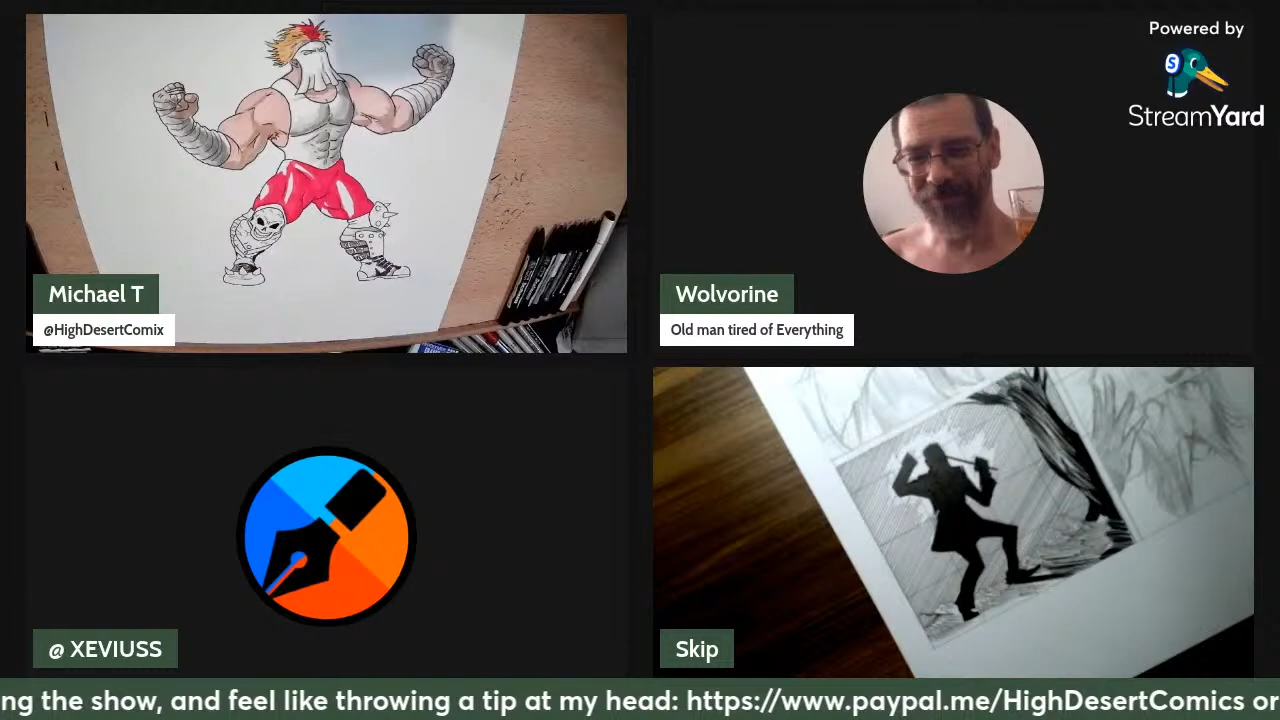 Powered by
StreamYard
Michael T
@HighDesertComix
Wolvorine
Old man tired of Everything
@ XEVIUSS
Skip
ng the show, and feel like throwing a tip at my head: https://www.paypal.me/HighDesertComics or